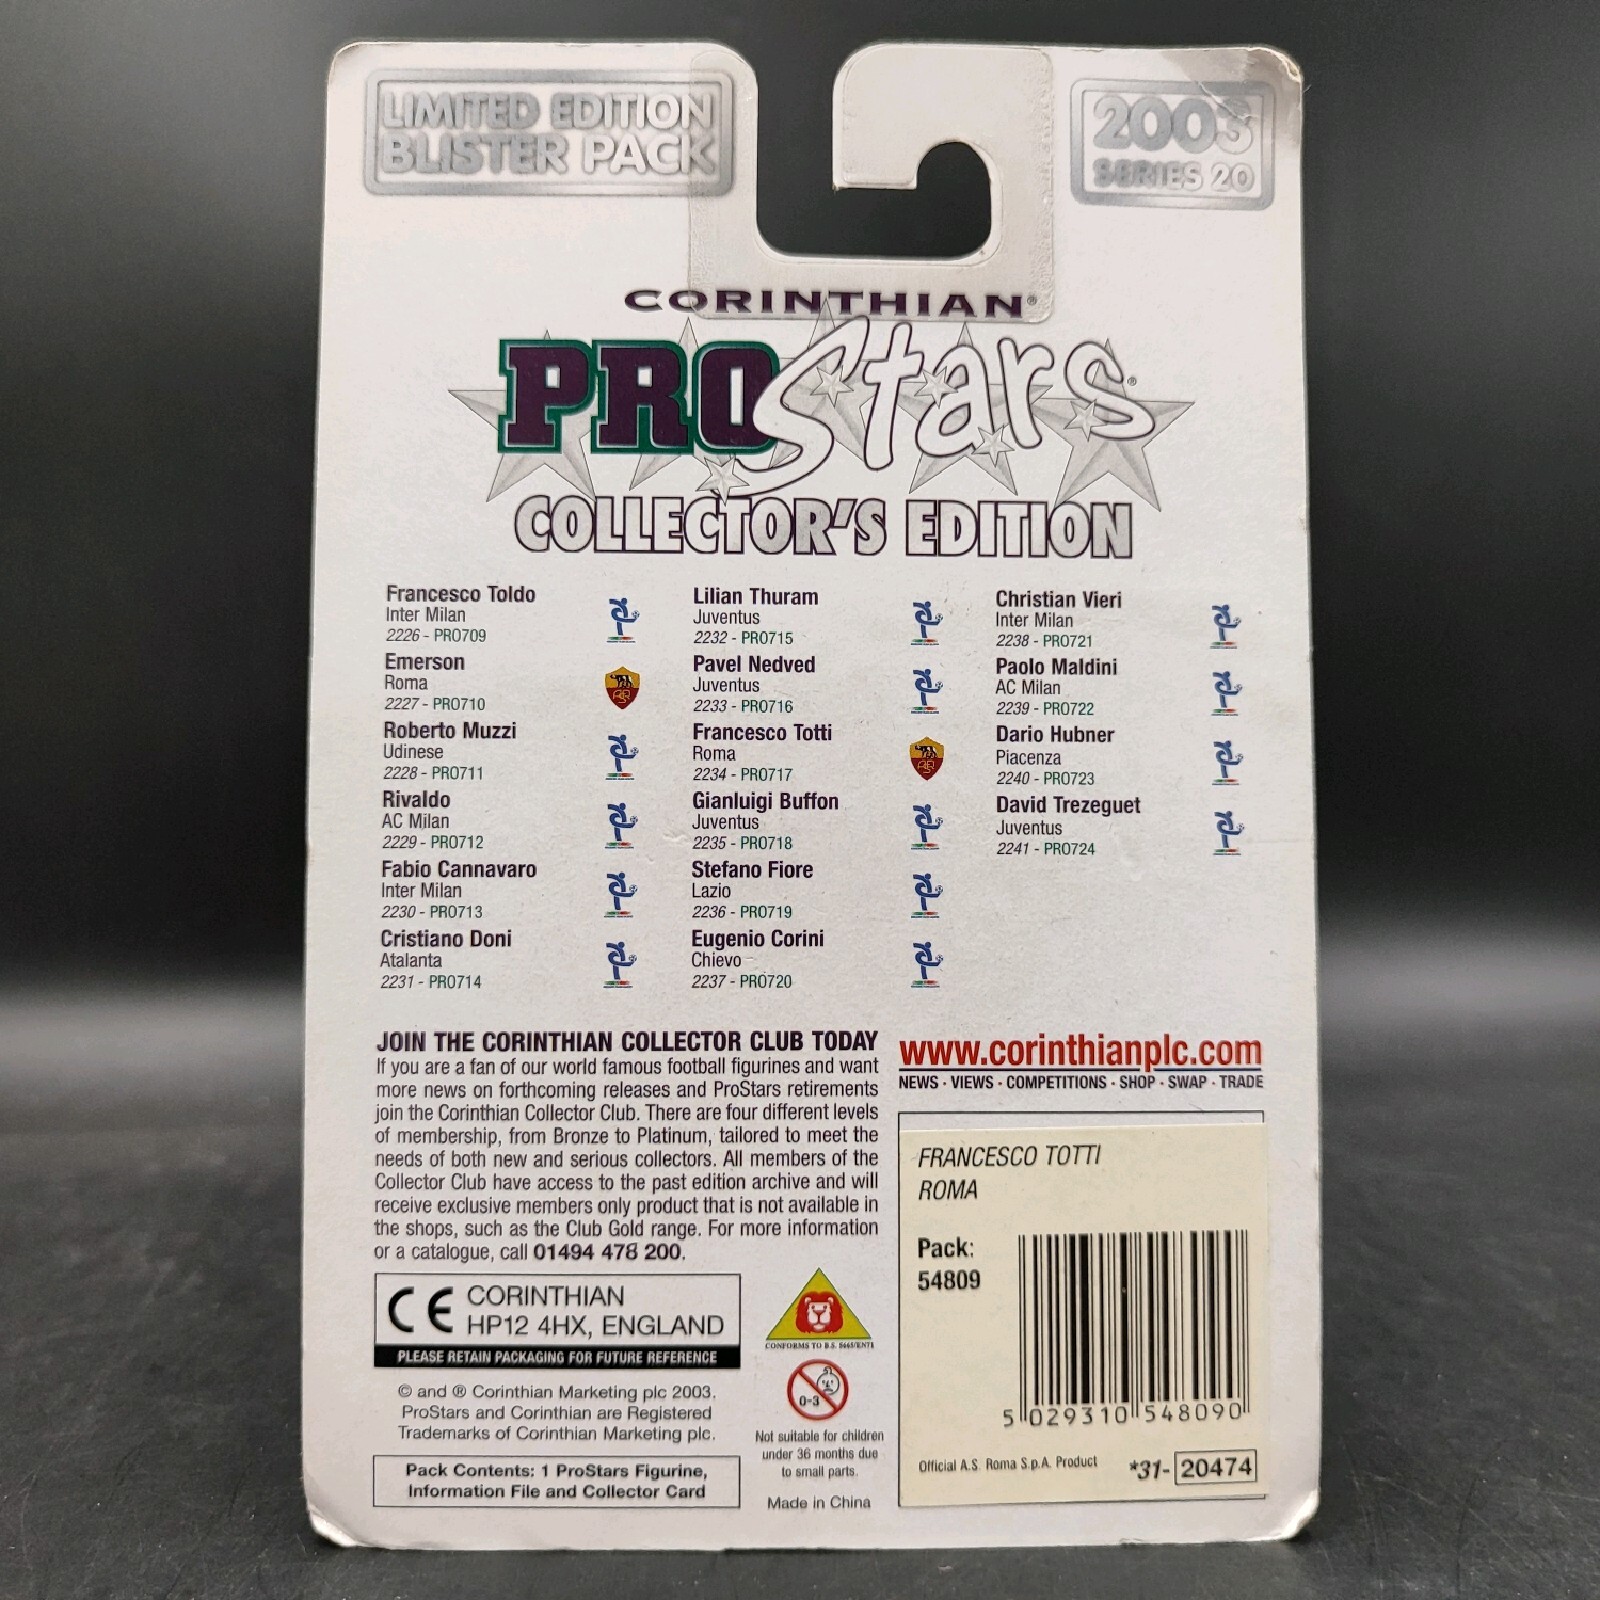 LIMITED EDITION
BLISTER PACK
2003
SERIES 20
CORINTHIAN®
PROStars®
COLLECTOR'S EDITION
Francesco Toldo
Inter Milan
2226 - PRO709
Emerson
Roma
2227 - PRO710
Roberto Muzzi
Udinese
2228 - PRO711
Rivaldo
AC Milan
2229 - PRO712
Fabio Cannavaro
Inter Milan
2230 - PRO713
Cristiano Doni
Atalanta
2231 - PRO714
Lilian Thuram
Juventus
2232 - PRO715
Pavel Nedved
Juventus
2233 - PRO716
Francesco Totti
Roma
2234 - PRO717
Gianluigi Buffon
Juventus
2235 - PRO718
Stefano Fiore
Lazio
2236 - PRO719
Eugenio Corini
Chievo
2237 - PRO720
Christian Vieri
Inter Milan
2238 - PRO721
Paolo Maldini
AC Milan
2239 - PRO722
Dario Hubner
Piacenza
2240 - PRO723
David Trezeguet
Juventus
2241 - PRO724
JOIN THE CORINTHIAN COLLECTOR CLUB TODAY
If you are a fan of our world famous football figurines and want
more news on forthcoming releases and ProStars retirements
join the Corinthian Collector Club. There are four different levels
of membership, from Bronze to Platinum, tailored to meet the
needs of both new and serious collectors. All members of the
Collector Club have access to the past edition archive and will
receive exclusive members only product that is not available in
the shops, such as the Club Gold range. For more information
or a catalogue, call 01494 478 200.
www.corinthianplc.com
NEWS · VIEWS · COMPETITIONS · SHOP · SWAP · TRADE
CE CORINTHIAN
HP12 4HX, ENGLAND
PLEASE RETAIN PACKAGING FOR FUTURE REFERENCE
© and ® Corinthian Marketing plc 2003.
ProStars and Corinthian are Registered
Trademarks of Corinthian Marketing plc.
Pack Contents: 1 ProStars Figurine,
Information File and Collector Card
CONFORMS TO B.S. 5665/EN71
0-3
Not suitable for children
under 36 months due
to small parts.
Made in China
FRANCESCO TOTTI
ROMA
Pack:
54809
5 029310 548090
Official A.S. Roma S.p.A. Product
*31- 20474